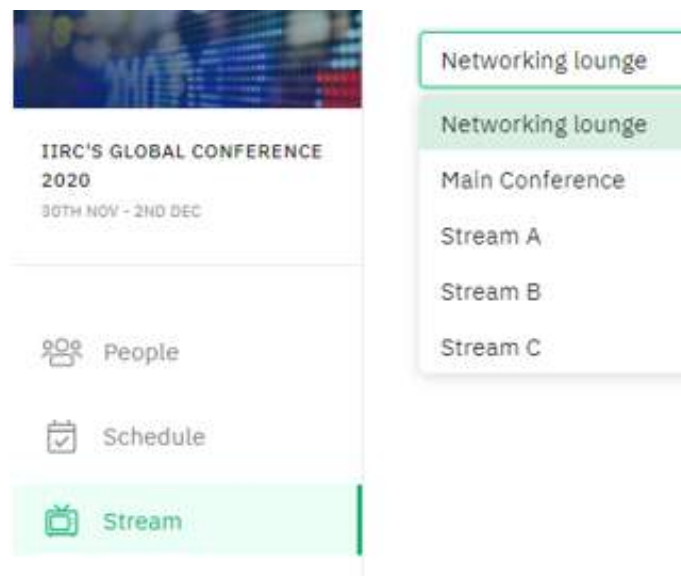 IIRC'S GLOBAL CONFERENCE
2020
30TH NOV - 2ND DEC
People
Schedule
Stream
Networking lounge
Networking lounge
Main Conference
Stream A
Stream B
Stream C